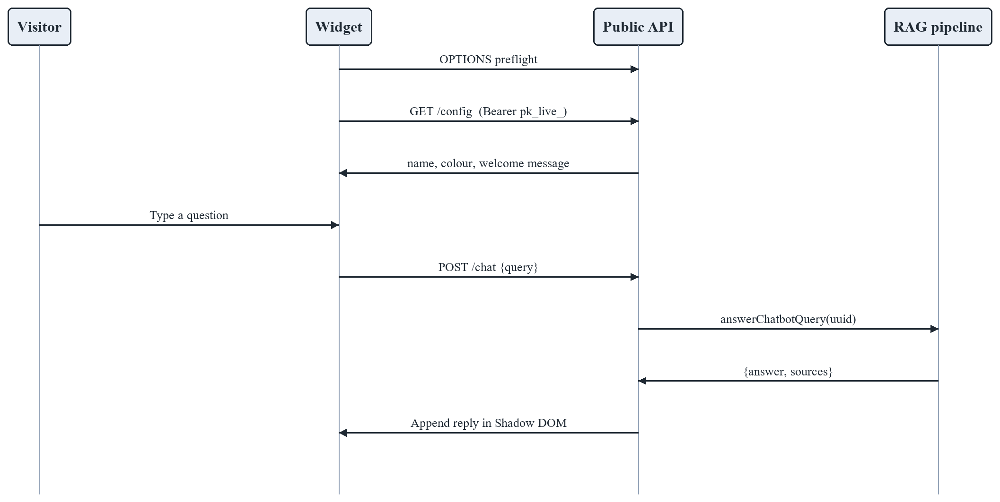 Visitor
Widget
Public API
RAG pipeline
OPTIONS preflight
GET /config  (Bearer pk_live_)
name, colour, welcome message
Type a question
POST /chat {query}
answerChatbotQuery(uuid)
{answer, sources}
Append reply in Shadow DOM